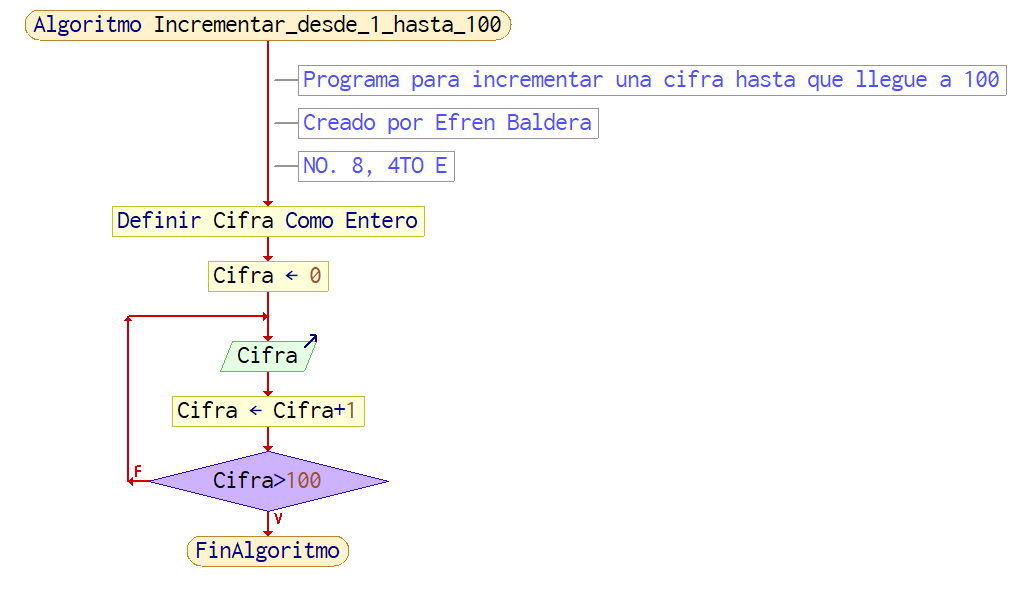 Algoritmo Incrementar_desde_1_hasta_100
Programa para incrementar una cifra hasta que llegue a 100
Creado por Efren Baldera
NO. 8, 4TO E
Definir Cifra Como Entero
Cifra ← 0
Cifra
Cifra ← Cifra+1
F
Cifra>100
V
FinAlgoritmo